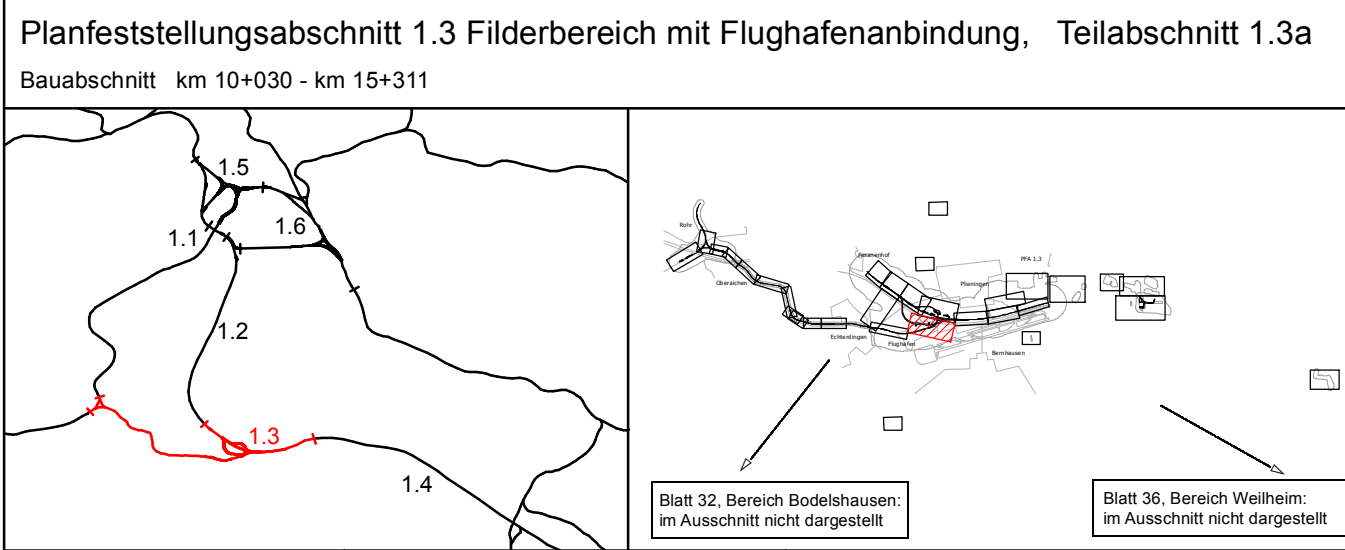 Planfeststellungsabschnitt 1.3 Filderbereich mit Flughafenanbindung, Teilabschnitt 1.3a
Bauabschnitt km 10+030 - km 15+311
1.5
1.6
1.1
1.2
1.3
1.4
Rohr
Oberaichen
Echterdingen
Fasanenhof
Plieningen
PFA 1.3
Flughafen
Bernhausen
Blatt 32, Bereich Bodelshausen:
im Ausschnitt nicht dargestellt
Blatt 36, Bereich Weilheim:
im Ausschnitt nicht dargestellt